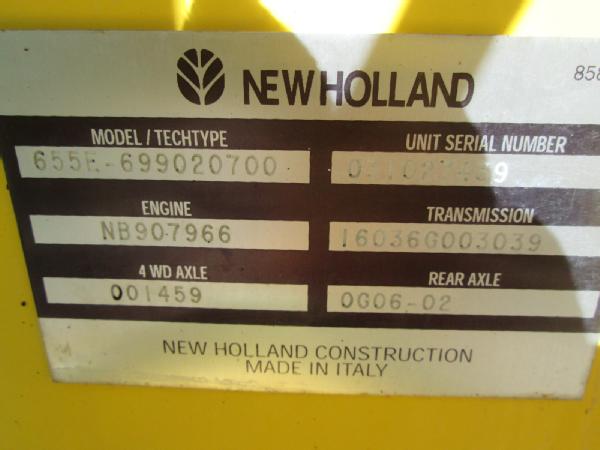 NEW HOLLAND
858
MODEL / TECHTYPE
UNIT SERIAL NUMBER
655E-699020700
ENGINE
TRANSMISSION
NB907966
16036G003039
4 WD AXLE
REAR AXLE
001459
0G06-02
NEW HOLLAND CONSTRUCTION
MADE IN ITALY